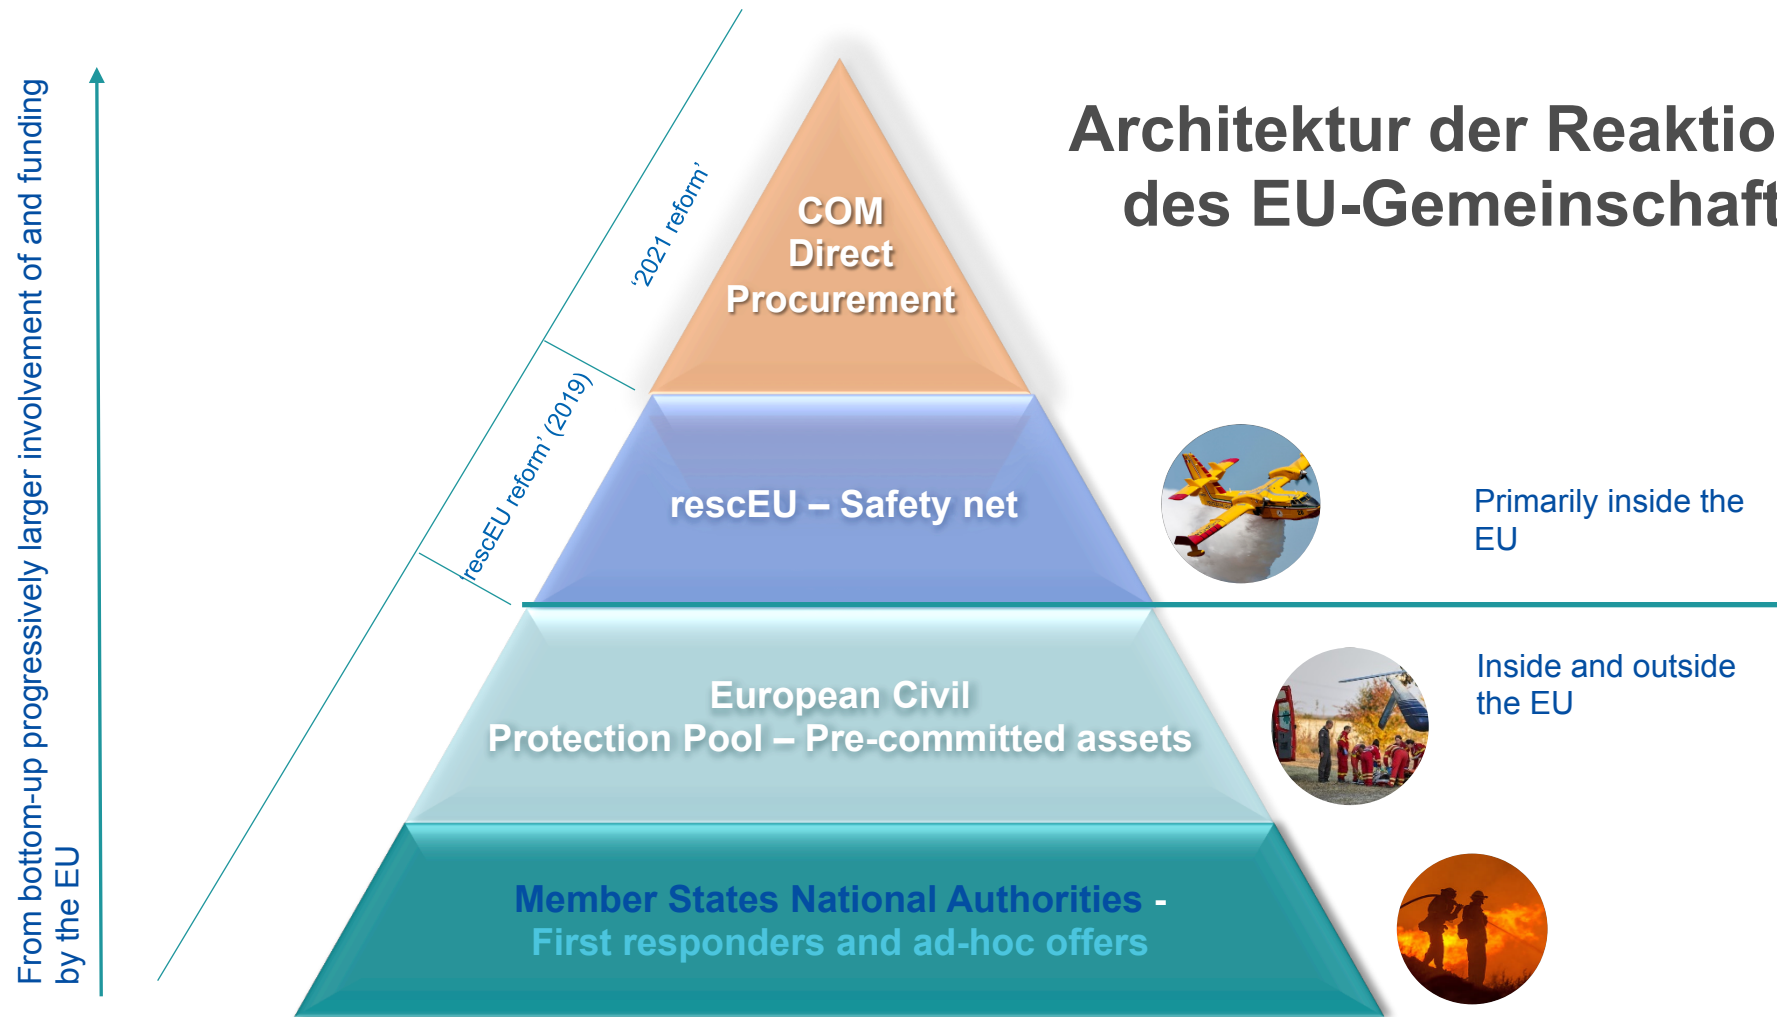 Architektur der Reaktio
des EU-Gemeinschaft
From bottom-up progressively larger involvement of and funding
by the EU
‘2021 reform’
‘rescEU reform’ (2019)
COM
Direct
Procurement
rescEU – Safety net
Primarily inside the
EU
European Civil
Protection Pool – Pre-committed assets
Inside and outside
the EU
Member States National Authorities -
First responders and ad-hoc offers